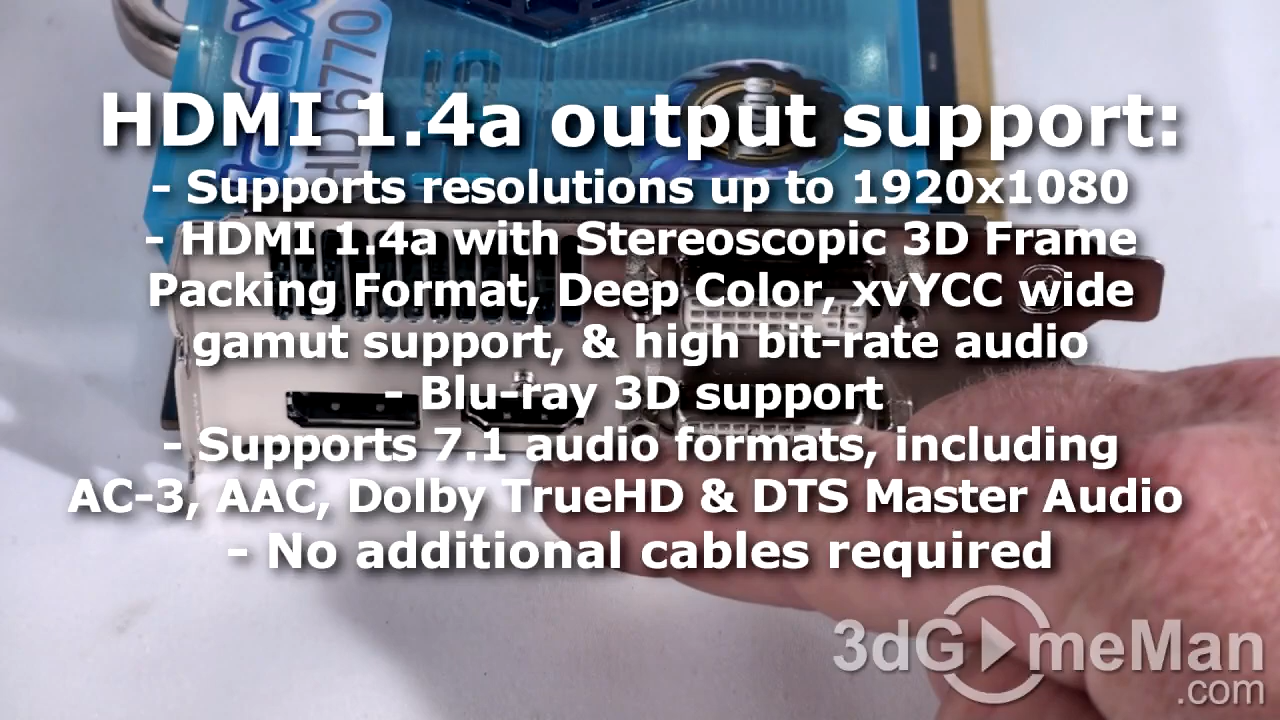 HD 6770
HDMI 1.4a output support:
- Supports resolutions up to 1920x1080
- HDMI 1.4a with Stereoscopic 3D Frame
Packing Format, Deep Color, xvYCC wide
gamut support, & high bit-rate audio
- Blu-ray 3D support
- Supports 7.1 audio formats, including
AC-3, AAC, Dolby TrueHD & DTS Master Audio
- No additional cables required
3dGameMan
.com